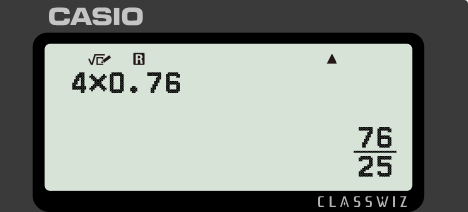 CASIO
√ R ▲
4×0.76
76
25
CLASSWIZ